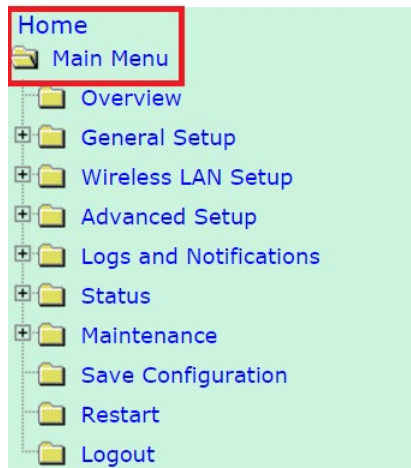 Home
Main Menu
Overview
General Setup
Wireless LAN Setup
Advanced Setup
Logs and Notifications
Status
Maintenance
Save Configuration
Restart
Logout